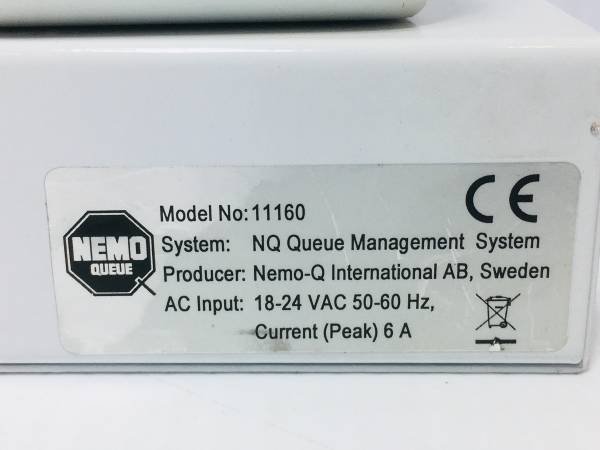 NEMO
QUEUE
Model No:11160
System: NQ Queue Management System
Producer: Nemo-Q International AB, Sweden
AC Input: 18-24 VAC 50-60 Hz,
Current (Peak) 6 A
CE